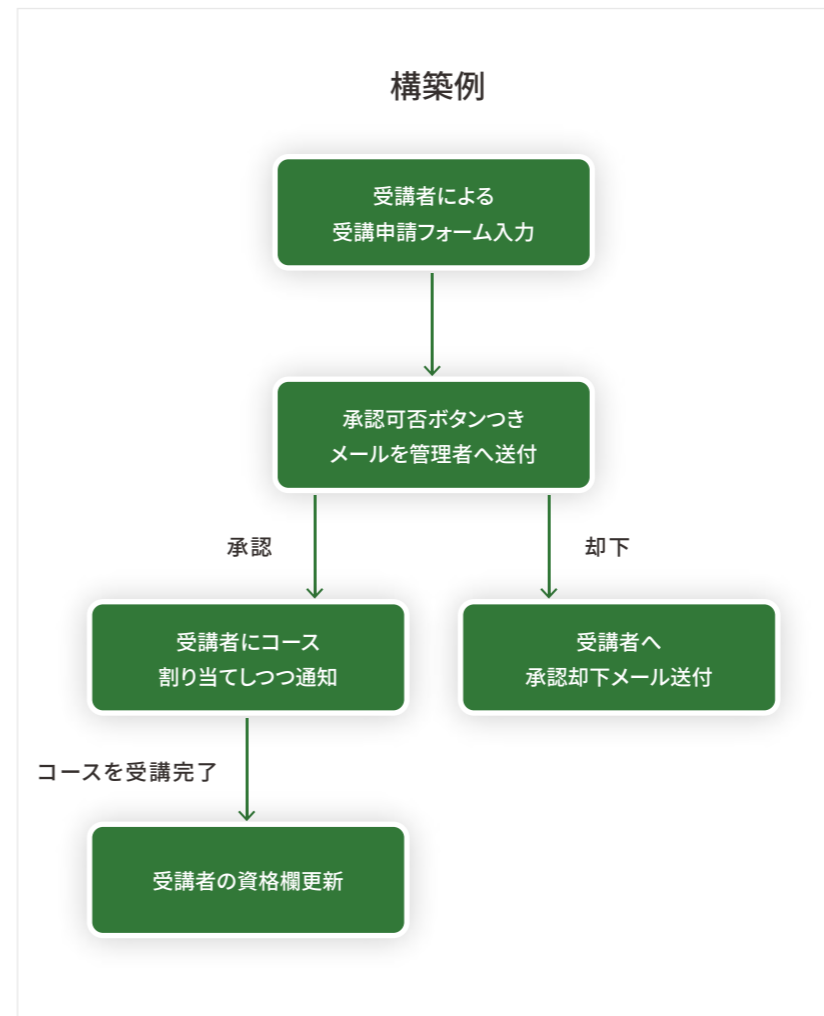 構築例
受講者による
受講申請フォーム入力
承認可否ボタンつき
メールを管理者へ送付
承認
却下
受講者にコース
割り当てしつつ通知
受講者へ
承認却下メール送付
コースを受講完了
受講者の資格欄更新